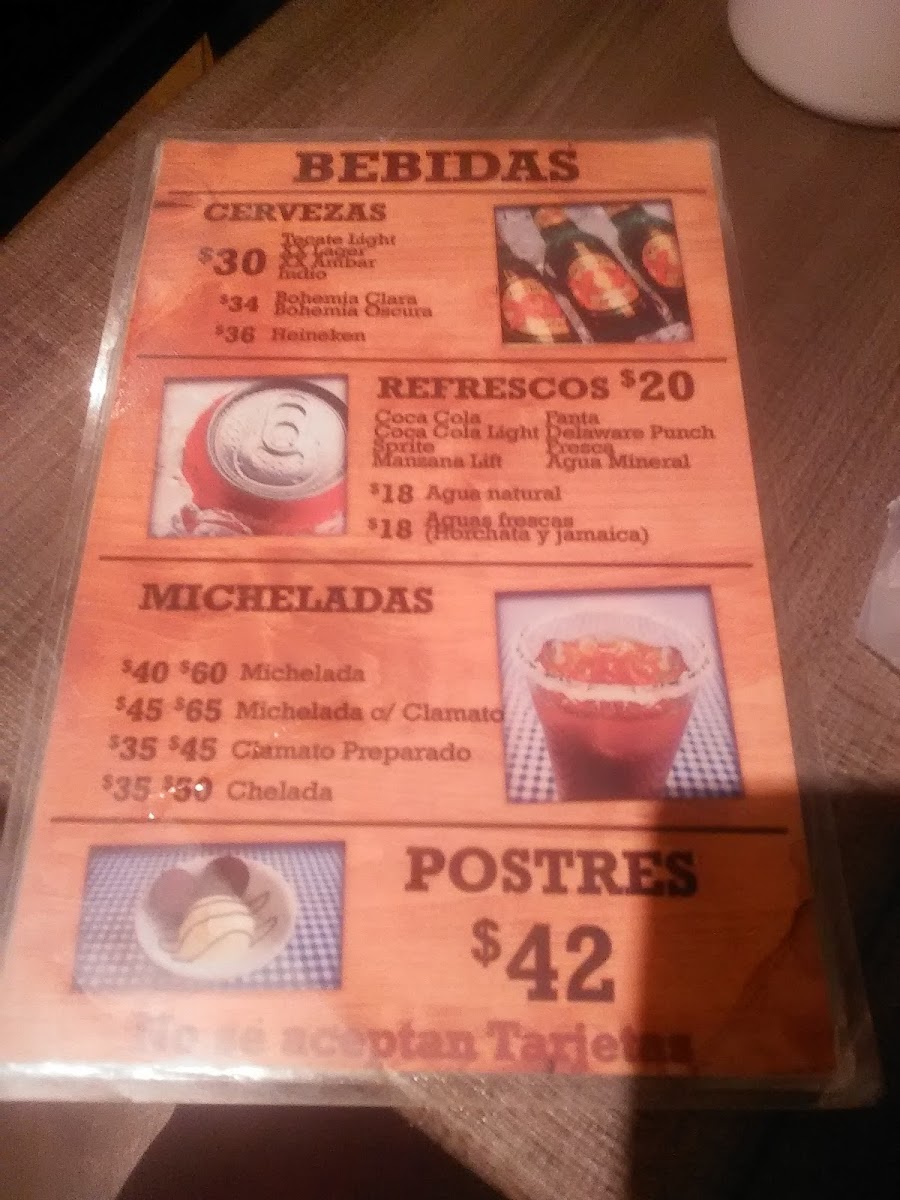 BEBIDAS
CERVEZAS
$30
Tecate Light
XX Lager
XX Ambar
Indio
$34 Bohemia Clara
Bohemia Oscura
$36 Heineken
REFRESCOS $20
Coca Cola Fanta
Coca Cola Light Delaware Punch
Sprite Fresca
Manzana Lift Agua Mineral
$18 Agua natural
$18 Aguas frescas
(Horchata y jamaica)
MICHELADAS
$40 $60 Michelada
$45 $65 Michelada c/ Clamato
$35 $45 Clamato Preparado
$35 Chelada
POSTRES
$42
No se aceptan Tarjetas